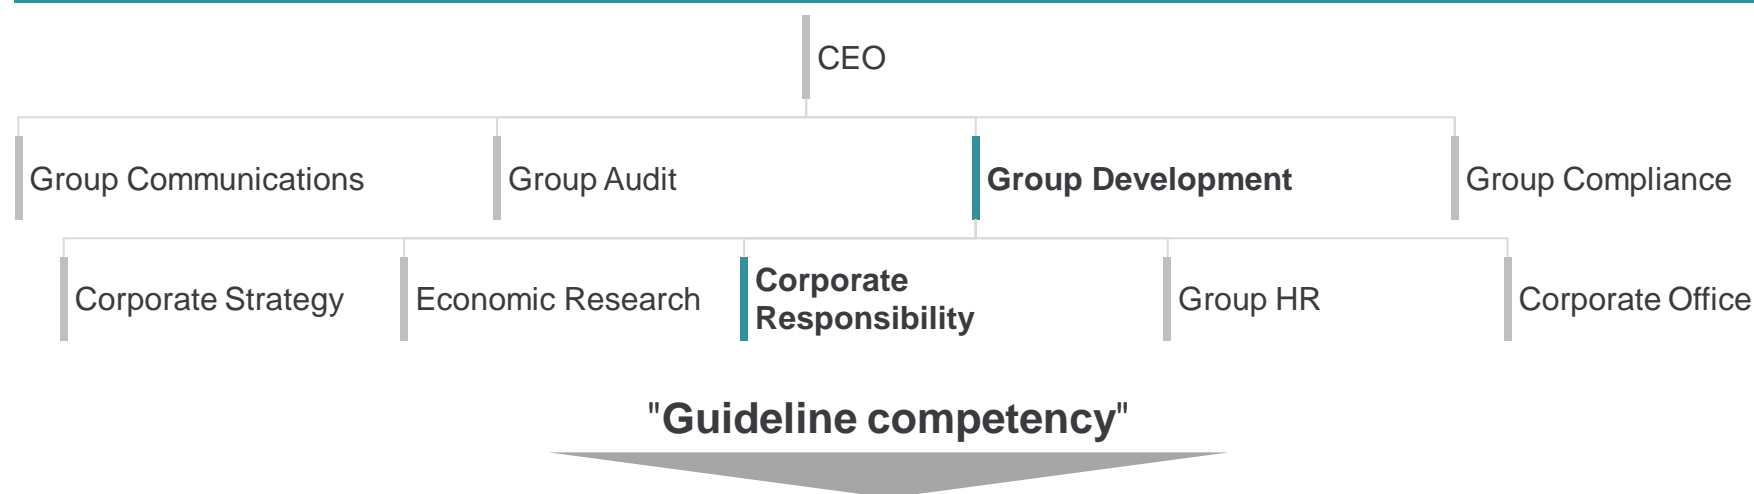 CEO
Group Communications
Group Audit
Group Development
Group Compliance
Corporate Strategy
Economic Research
Corporate
Responsibility
Group HR
Corporate Office
"Guideline competency"